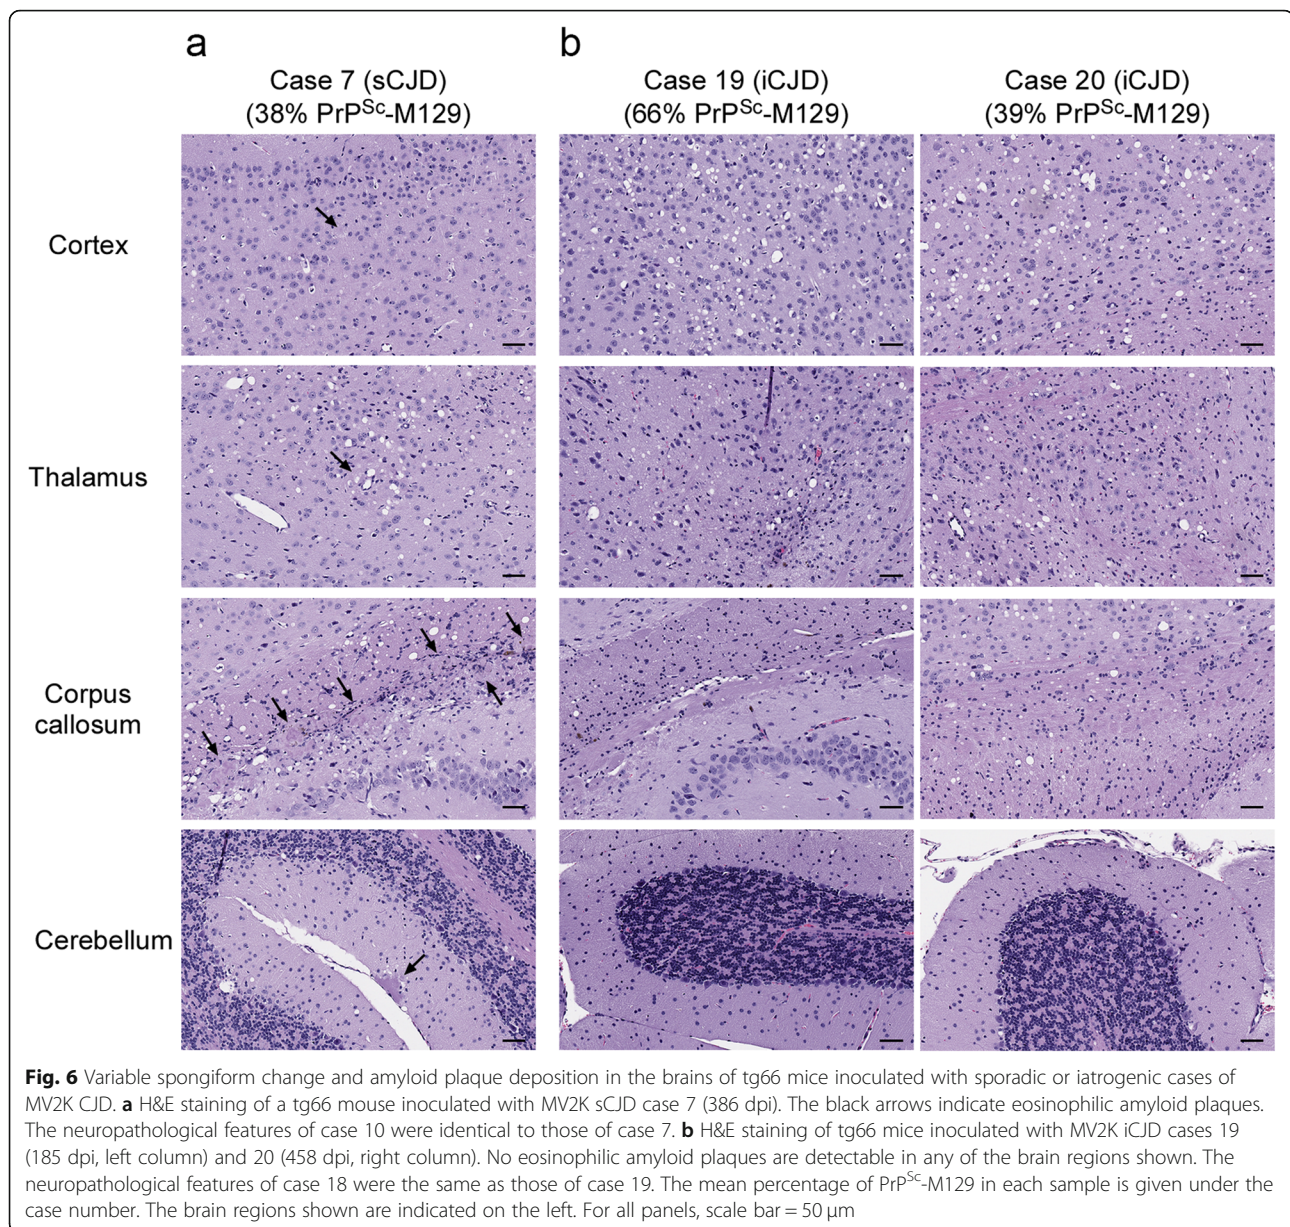 a
b
Case 7 (sCJD)
(38% PrPSc-M129)
Case 19 (iCJD)
(66% PrPSc-M129)
Case 20 (iCJD)
(39% PrPSc-M129)
Cortex
Thalamus
Corpus
callosum
Cerebellum
Fig. 6 Variable spongiform change and amyloid plaque deposition in the brains of tg66 mice inoculated with sporadic or iatrogenic cases of
MV2K CJD. a H&E staining of a tg66 mouse inoculated with MV2K sCJD case 7 (386 dpi). The black arrows indicate eosinophilic amyloid plaques.
The neuropathological features of case 10 were identical to those of case 7. b H&E staining of tg66 mice inoculated with MV2K iCJD cases 19
(185 dpi, left column) and 20 (458 dpi, right column). No eosinophilic amyloid plaques are detectable in any of the brain regions shown. The
neuropathological features of case 18 were the same as those of case 19. The mean percentage of PrPSc-M129 in each sample is given under the
case number. The brain regions shown are indicated on the left. For all panels, scale bar = 50 μm